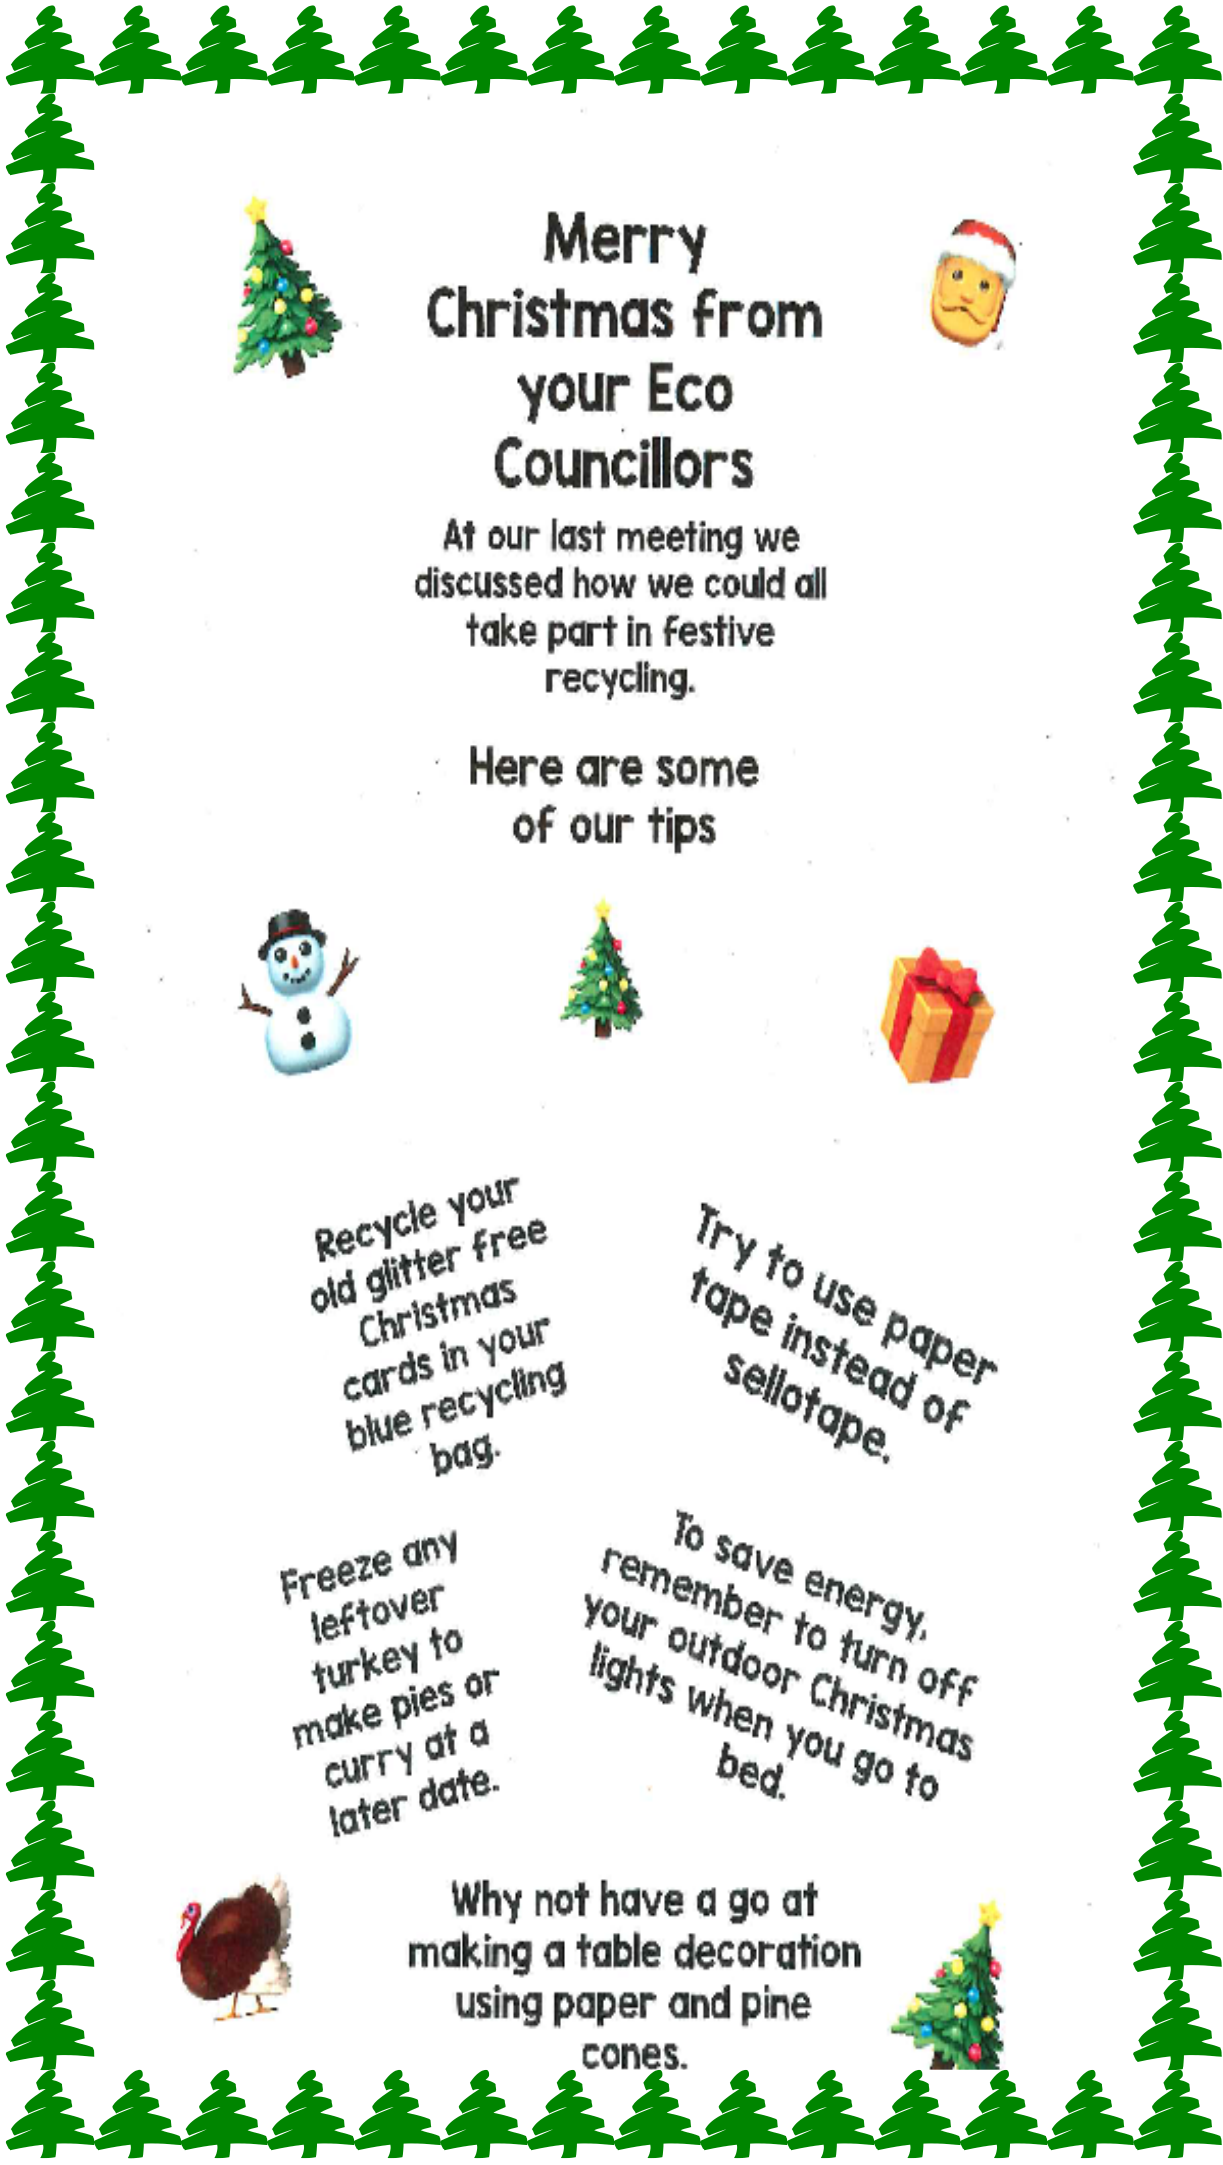 Merry
Christmas from
your Eco
Councillors
At our last meeting we
discussed how we could all
take part in festive
recycling.
Here are some
of our tips
Recycle your
old glitter free
Christmas
cards in your
blue recycling
bag.
Try to use paper
tape instead of
sellotape.
Freeze any
leftover
turkey to
make pies or
curry at a
later date.
To save energy,
remember to turn off
your outdoor Christmas
lights when you go to
bed.
Why not have a go at
making a table decoration
using paper and pine
cones.